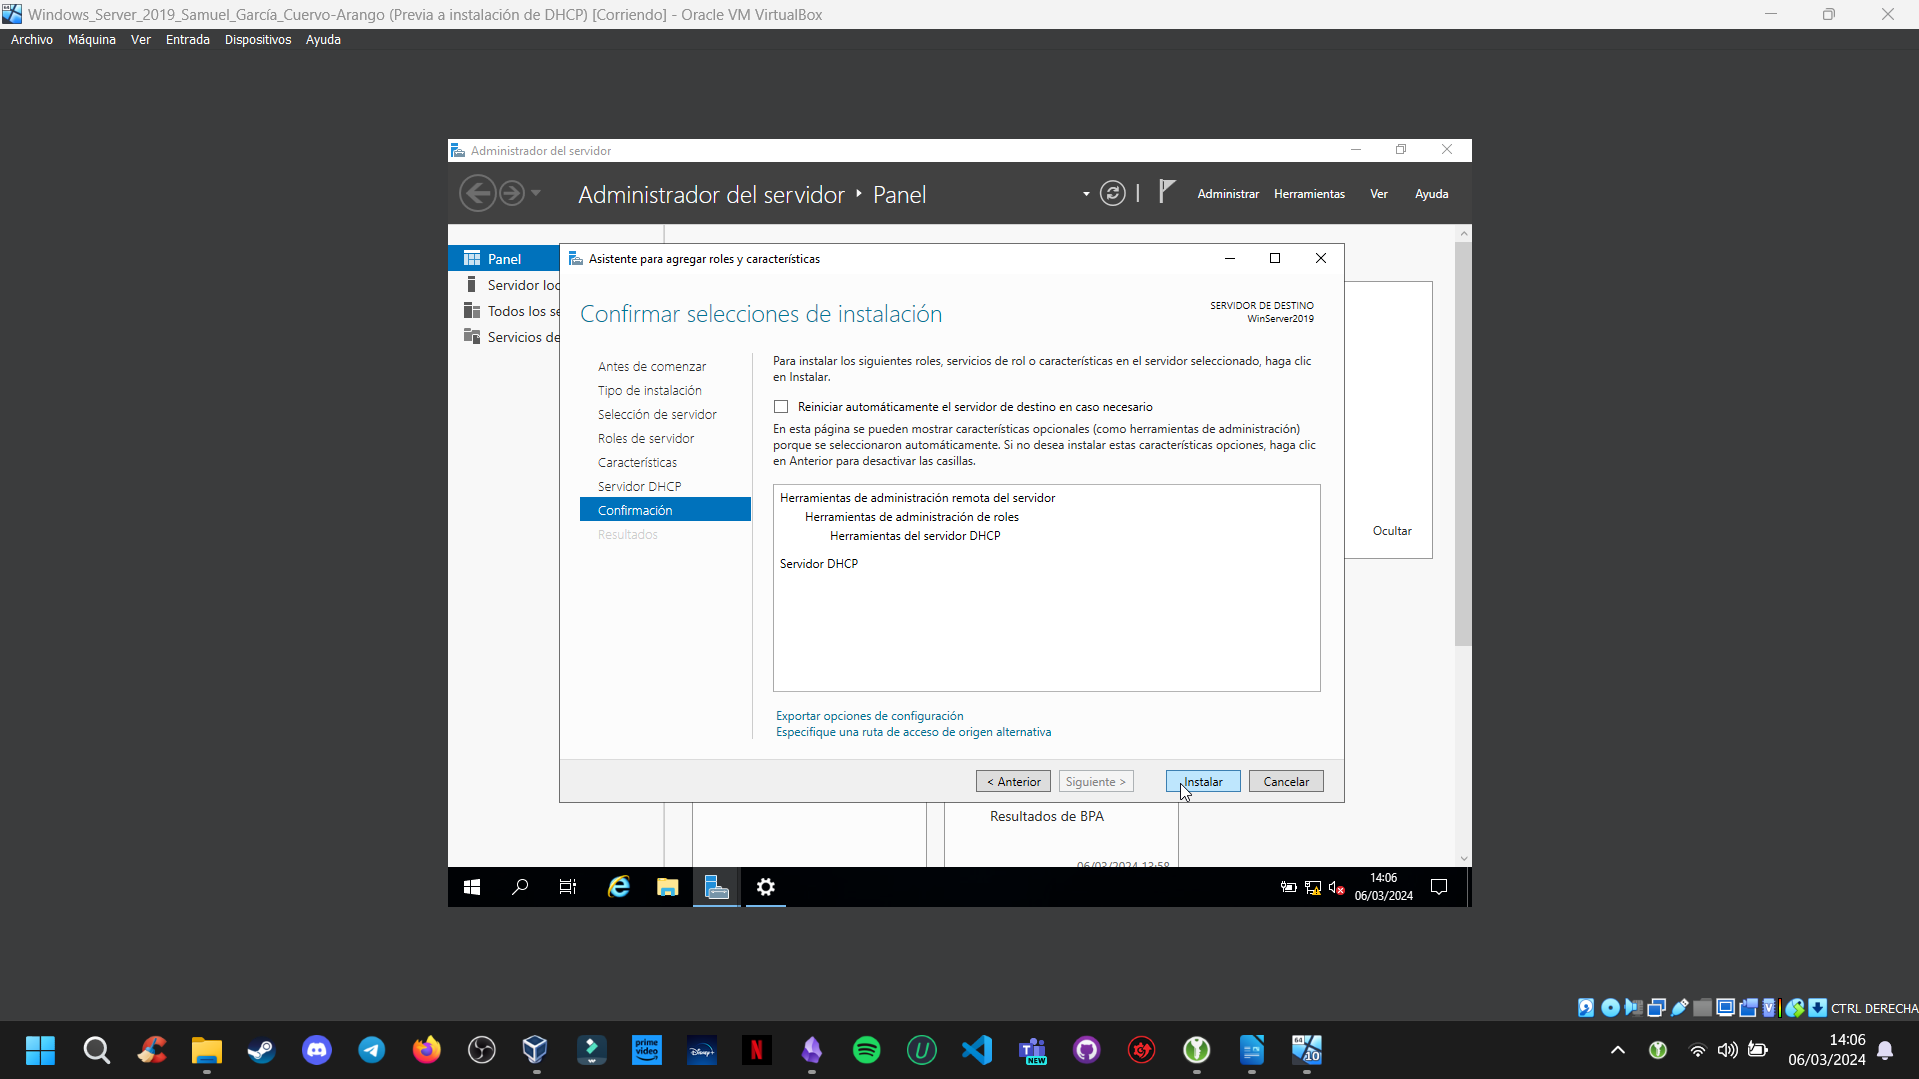 Windows_Server_2019_Samuel_García_Cuervo-Arango (Previa a instalación de DHCP) [Corriendo] - Oracle VM VirtualBox
Archivo Máquina Ver Entrada Dispositivos Ayuda
Administrador del servidor
Administrador del servidor ‣ Panel
Administrar Herramientas Ver Ayuda
Panel
Servidor loc
Todos los se
Servicios de
Asistente para agregar roles y características
Confirmar selecciones de instalación
SERVIDOR DE DESTINO
WinServer2019
Antes de comenzar
Tipo de instalación
Selección de servidor
Roles de servidor
Características
Servidor DHCP
Confirmación
Resultados
Para instalar los siguientes roles, servicios de rol o características en el servidor seleccionado, haga clic
en Instalar.
Reiniciar automáticamente el servidor de destino en caso necesario
En esta página se pueden mostrar características opcionales (como herramientas de administración)
porque se seleccionaron automáticamente. Si no desea instalar estas características opciones, haga clic
en Anterior para desactivar las casillas.
Herramientas de administración remota del servidor
Herramientas de administración de roles
Herramientas del servidor DHCP
Servidor DHCP
Exportar opciones de configuración
Especifique una ruta de acceso de origen alternativa
< Anterior Siguiente > Instalar Cancelar
Ocultar
Resultados de BPA
06/03/2024 13:58
14:06
06/03/2024
CTRL DERECHA
prime video
Disney+
N
NEW
64
10
14:06
06/03/2024